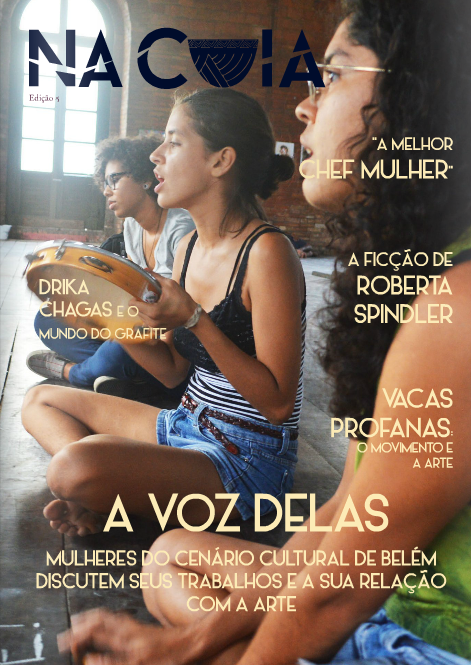 NA CUIA
Edição 5
"A MELHOR
CHEF MULHER"
A FICÇÃO DE
ROBERTA
SPINDLER
DRIKA
CHAGAS E O
MUNDO DO GRAFITE
VACAS
PROFANAS:
O MOVIMENTO E
A ARTE
A VOZ DELAS
MULHERES DO CENÁRIO CULTURAL DE BELÉM
DISCUTEM SEUS TRABALHOS E A SUA RELAÇÃO
COM A ARTE